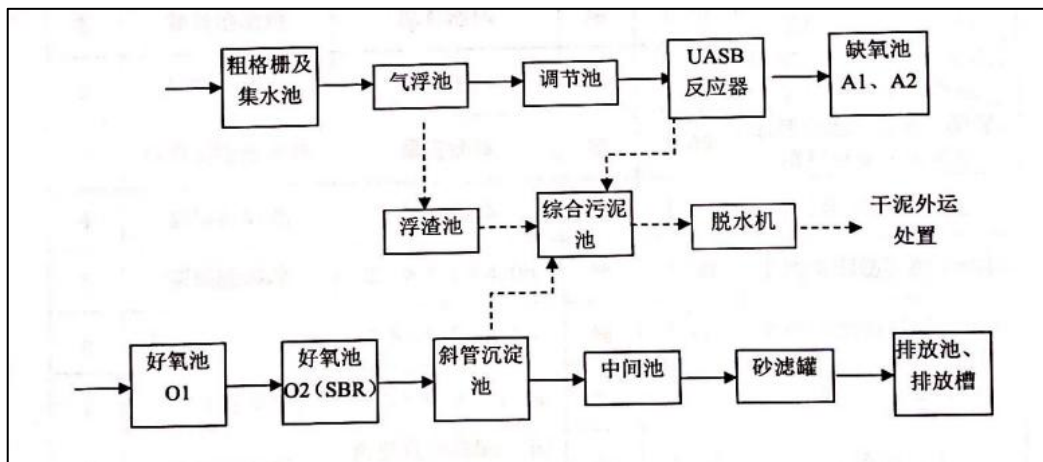 粗格栅及
集水池
气浮池
调节池
UASB
反应器
缺氧池
A1、A2
浮渣池
综合污泥
池
脱水机
干泥外运
处置
好氧池
O1
好氧池
O2（SBR）
斜管沉淀
池
中间池
砂滤罐
排放池、
排放槽